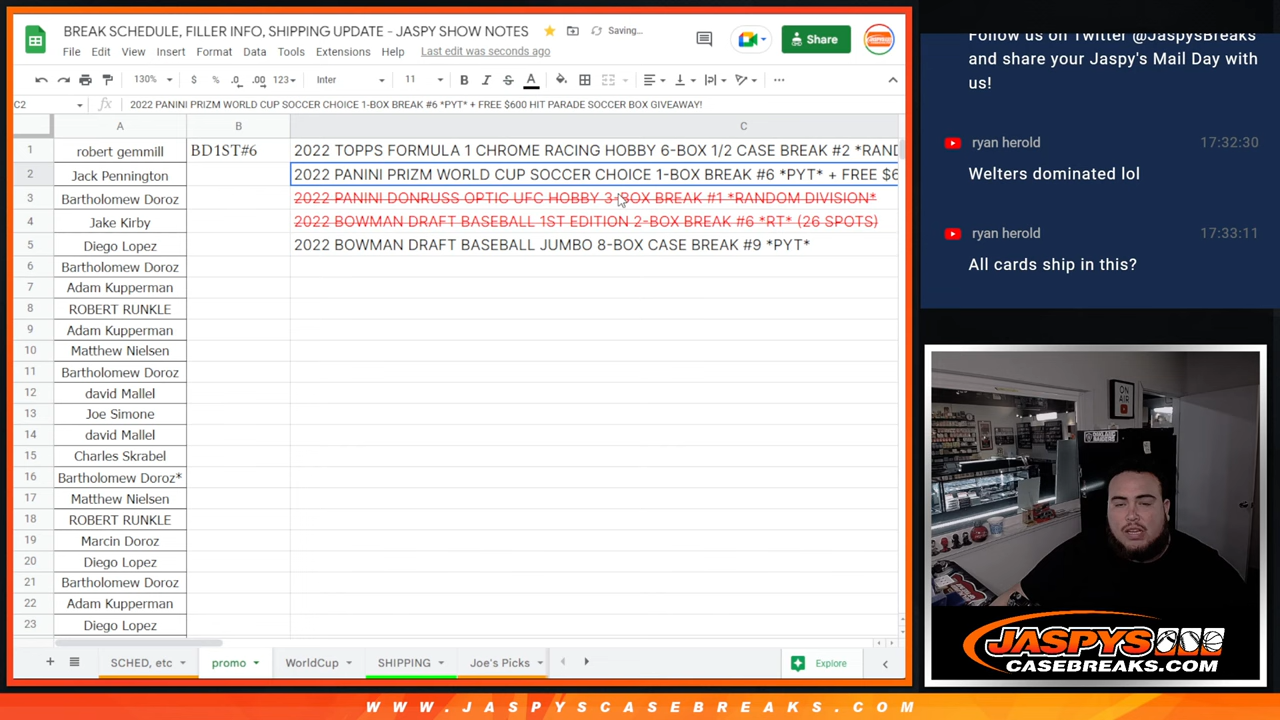 BREAK SCHEDULE, FILLER INFO, SHIPPING UPDATE - JASPY SHOW NOTES
Saving...
File Edit View Insert Format Data Tools Extensions Help Last edit was seconds ago
Share
130% $ % .0 .00 123 Inter 11 B I S A
C2 fx 2022 PANINI PRIZM WORLD CUP SOCCER CHOICE 1-BOX BREAK #6 *PYT* + FREE $600 HIT PARADE SOCCER BOX GIVEAWAY!
A B C
1 robert gemmill BD1ST#6 2022 TOPPS FORMULA 1 CHROME RACING HOBBY 6-BOX 1/2 CASE BREAK #2 *RAND
2 Jack Pennington 2022 PANINI PRIZM WORLD CUP SOCCER CHOICE 1-BOX BREAK #6 *PYT* + FREE $6
3 Bartholomew Doroz 2022 PANINI DONRUSS OPTIC UFC HOBBY 3-BOX BREAK #1 *RANDOM DIVISION*
4 Jake Kirby 2022 BOWMAN DRAFT BASEBALL 1ST EDITION 2-BOX BREAK #6 *RT* (26 SPOTS)
5 Diego Lopez 2022 BOWMAN DRAFT BASEBALL JUMBO 8-BOX CASE BREAK #9 *PYT*
6 Bartholomew Doroz
7 Adam Kupperman
8 ROBERT RUNKLE
9 Adam Kupperman
10 Matthew Nielsen
11 Bartholomew Doroz
12 david Mallel
13 Joe Simone
14 david Mallel
15 Charles Skrabel
16 Bartholomew Doroz*
17 Matthew Nielsen
18 ROBERT RUNKLE
19 Marcin Doroz
20 Diego Lopez
21 Bartholomew Doroz
22 Adam Kupperman
23 Diego Lopez
SCHED, etc promo WorldCup SHIPPING Joe's Picks Explore
Follow us on Twitter @JaspysBreaks
and share your Jaspy's Mail Day with
us!
ryan herold 17:32:30
Welters dominated lol
ryan herold 17:33:11
All cards ship in this?
ON
AIR
JASPYS
CASEBREAKS.COM
WWW.JASPYSCASEBREAKS.COM